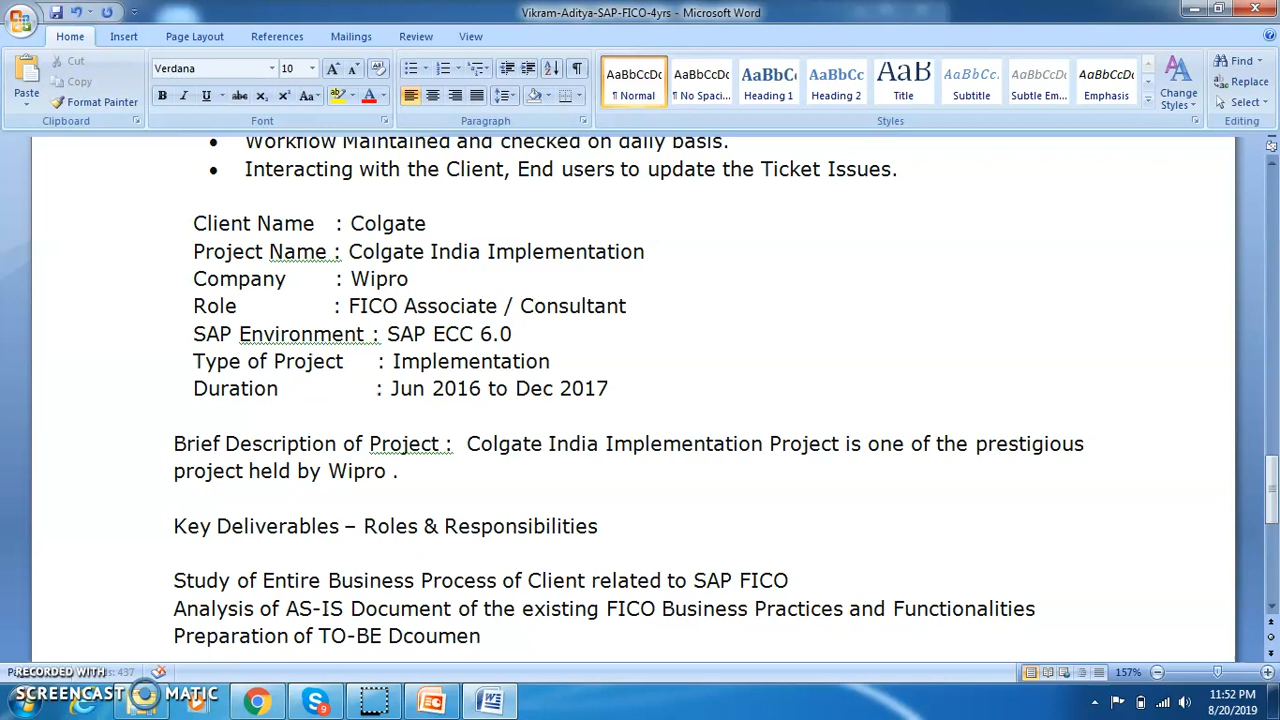 Vikram-Aditya-SAP-FICO-4yrs - Microsoft Word
Home Insert Page Layout References Mailings Review View
Paste Cut Copy Format Painter
Clipboard
Verdana 10
Font
Paragraph
AaBbCcDc AaBbCcDc AaBbCc AaBbCc AaB AaBbCc. AaBbCcDc AaBbCcDc
¶ Normal ¶ No Spaci... Heading 1 Heading 2 Title Subtitle Subtle Em... Emphasis
Change Styles
Styles
Find
Replace
Select
Editing
• Workflow Maintained and checked on daily basis.
• Interacting with the Client, End users to update the Ticket Issues.
Client Name : Colgate
Project Name : Colgate India Implementation
Company : Wipro
Role : FICO Associate / Consultant
SAP Environment : SAP ECC 6.0
Type of Project : Implementation
Duration : Jun 2016 to Dec 2017
Brief Description of Project : Colgate India Implementation Project is one of the prestigious
project held by Wipro .
Key Deliverables – Roles & Responsibilities
Study of Entire Business Process of Client related to SAP FICO
Analysis of AS-IS Document of the existing FICO Business Practices and Functionalities
Preparation of TO-BE Dcoumen
RECORDED WITH
SCREENCAST MATIC
437
157%
9
11:52 PM
8/20/2019